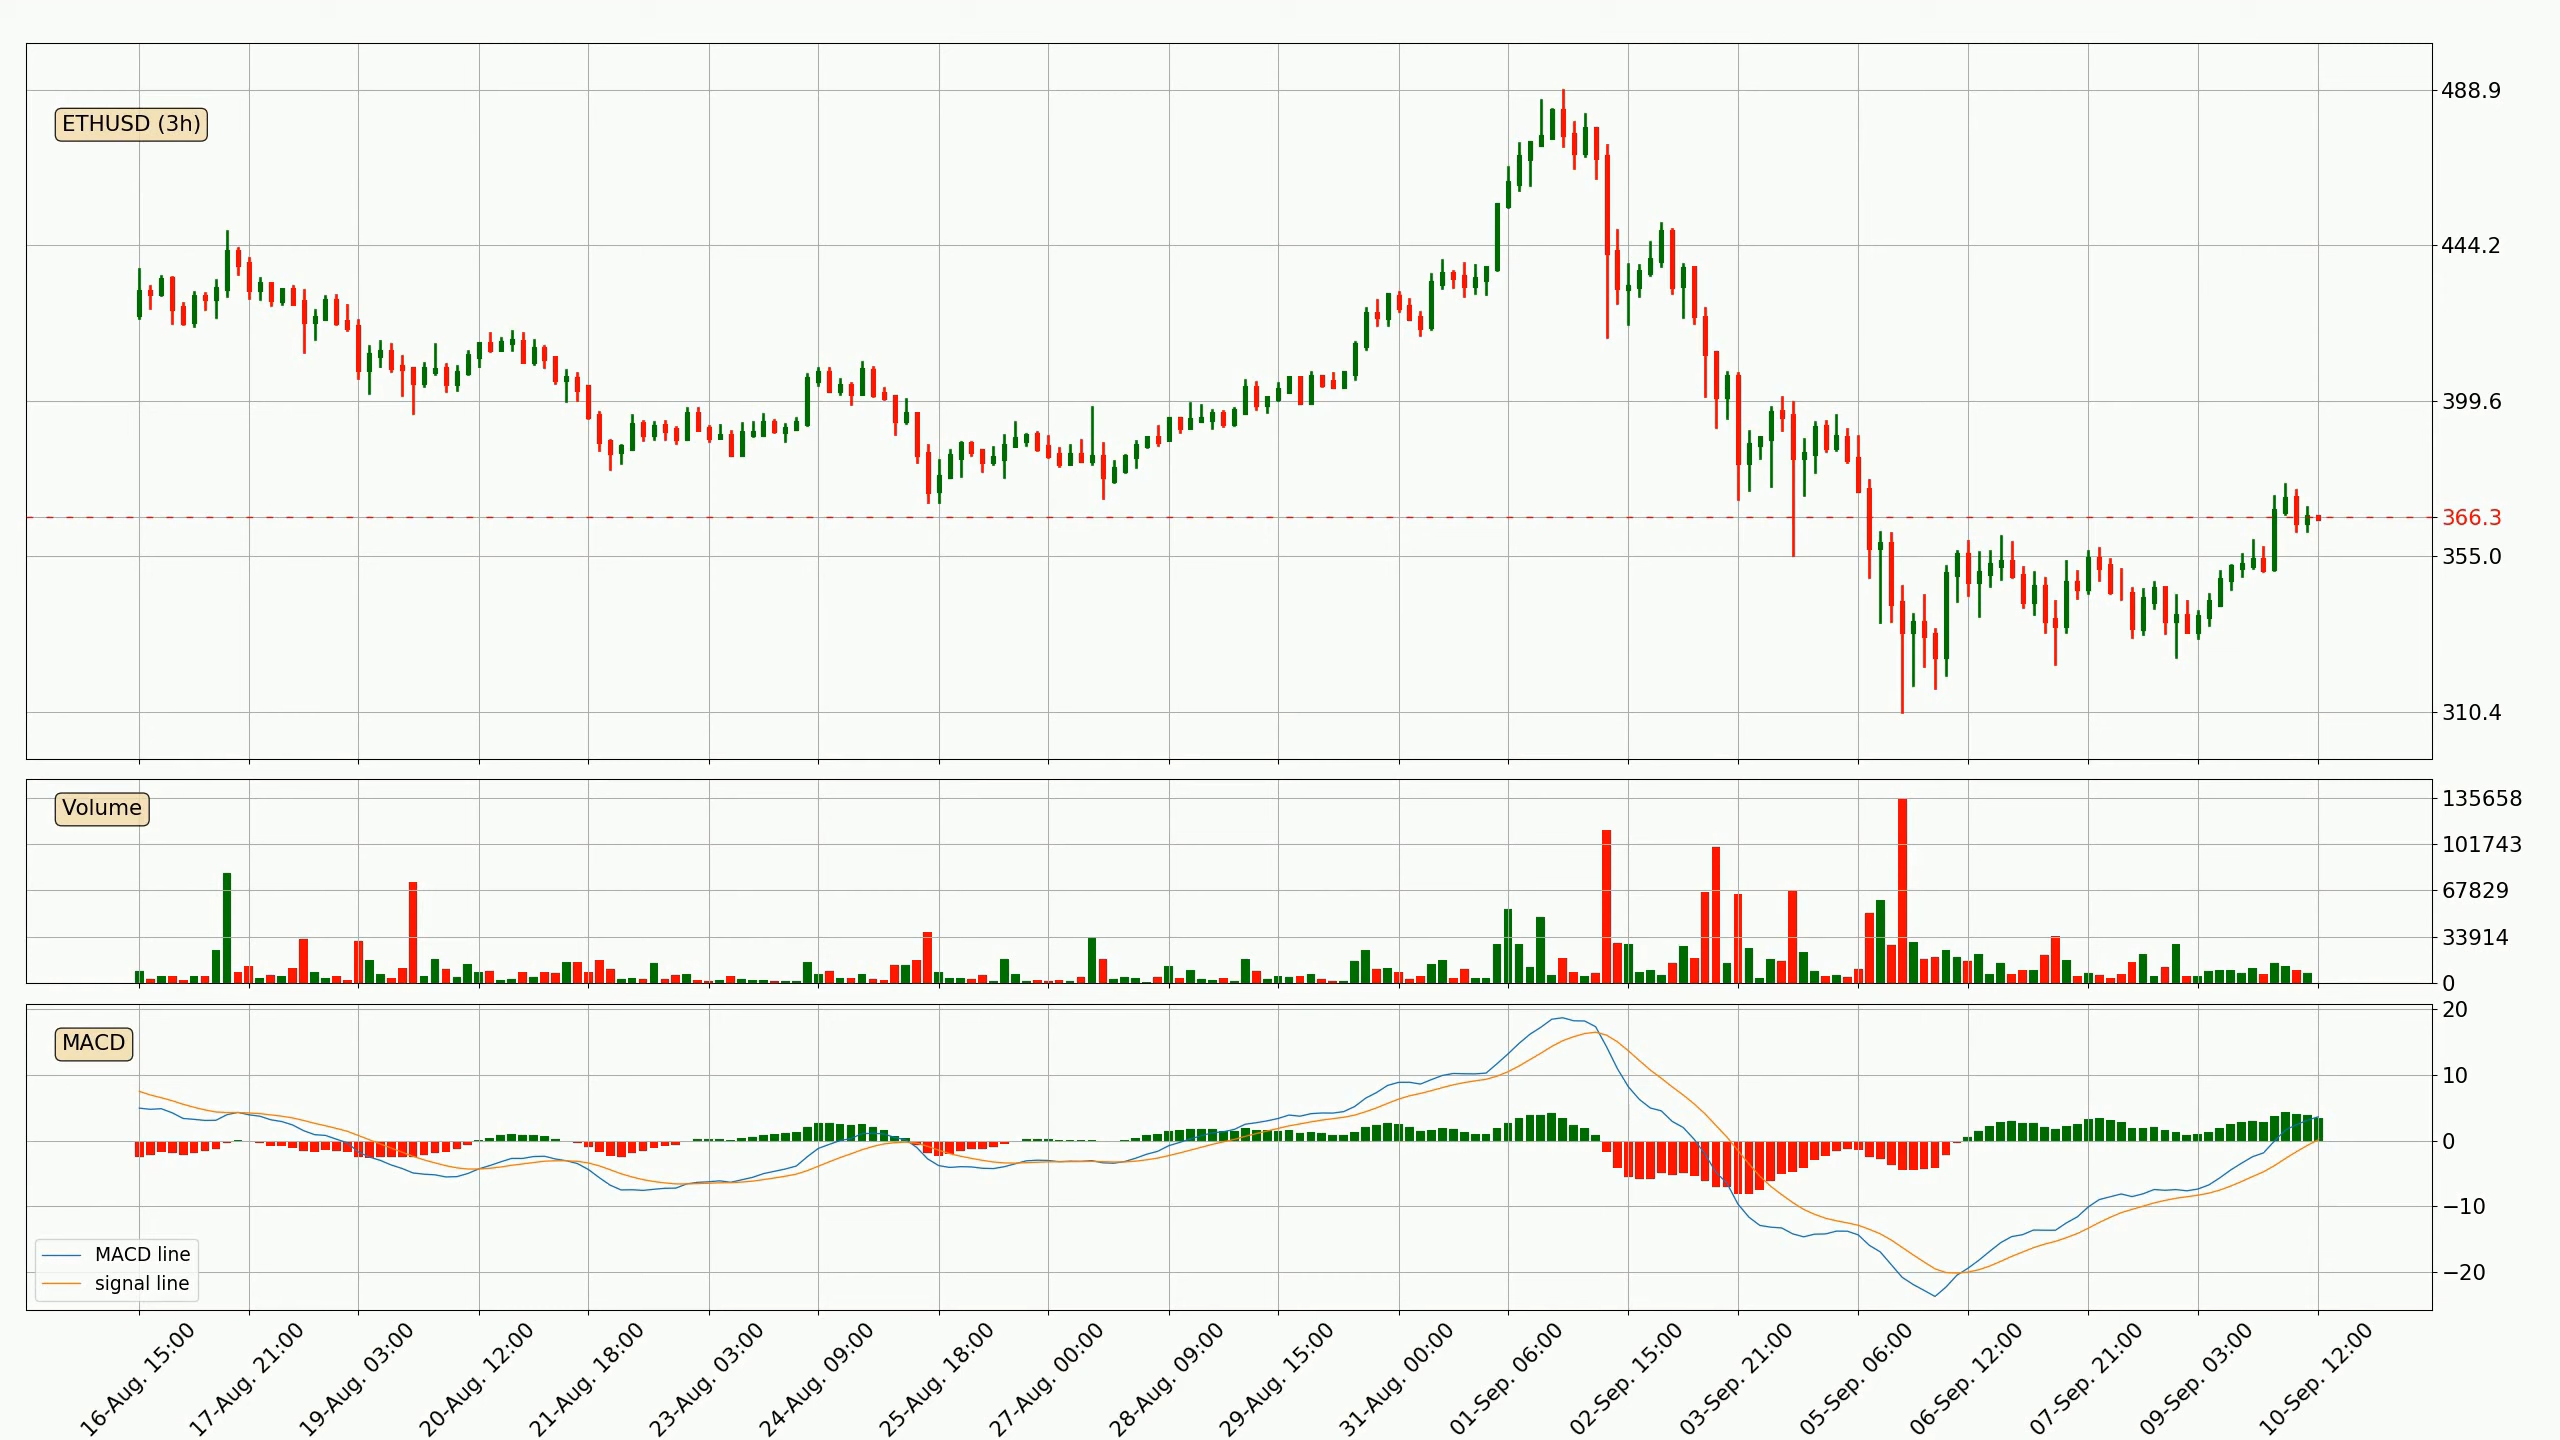 ETHUSD (3h)
488.9
444.2
399.6
366.3
355.0
310.4
Volume
135658
101743
67829
33914
0
MACD
20
10
0
−10
−20
MACD line
signal line
16-Aug. 15:00
17-Aug. 21:00
19-Aug. 03:00
20-Aug. 12:00
21-Aug. 18:00
23-Aug. 03:00
24-Aug. 09:00
25-Aug. 18:00
27-Aug. 00:00
28-Aug. 09:00
29-Aug. 15:00
31-Aug. 00:00
01-Sep. 06:00
02-Sep. 15:00
03-Sep. 21:00
05-Sep. 06:00
06-Sep. 12:00
07-Sep. 21:00
09-Sep. 03:00
10-Sep. 12:00